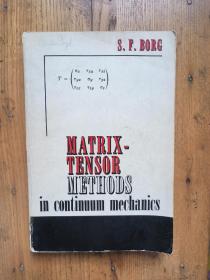 S. F. BORG
MATRIX-
TENSOR
METHODS
in continuum mechanics